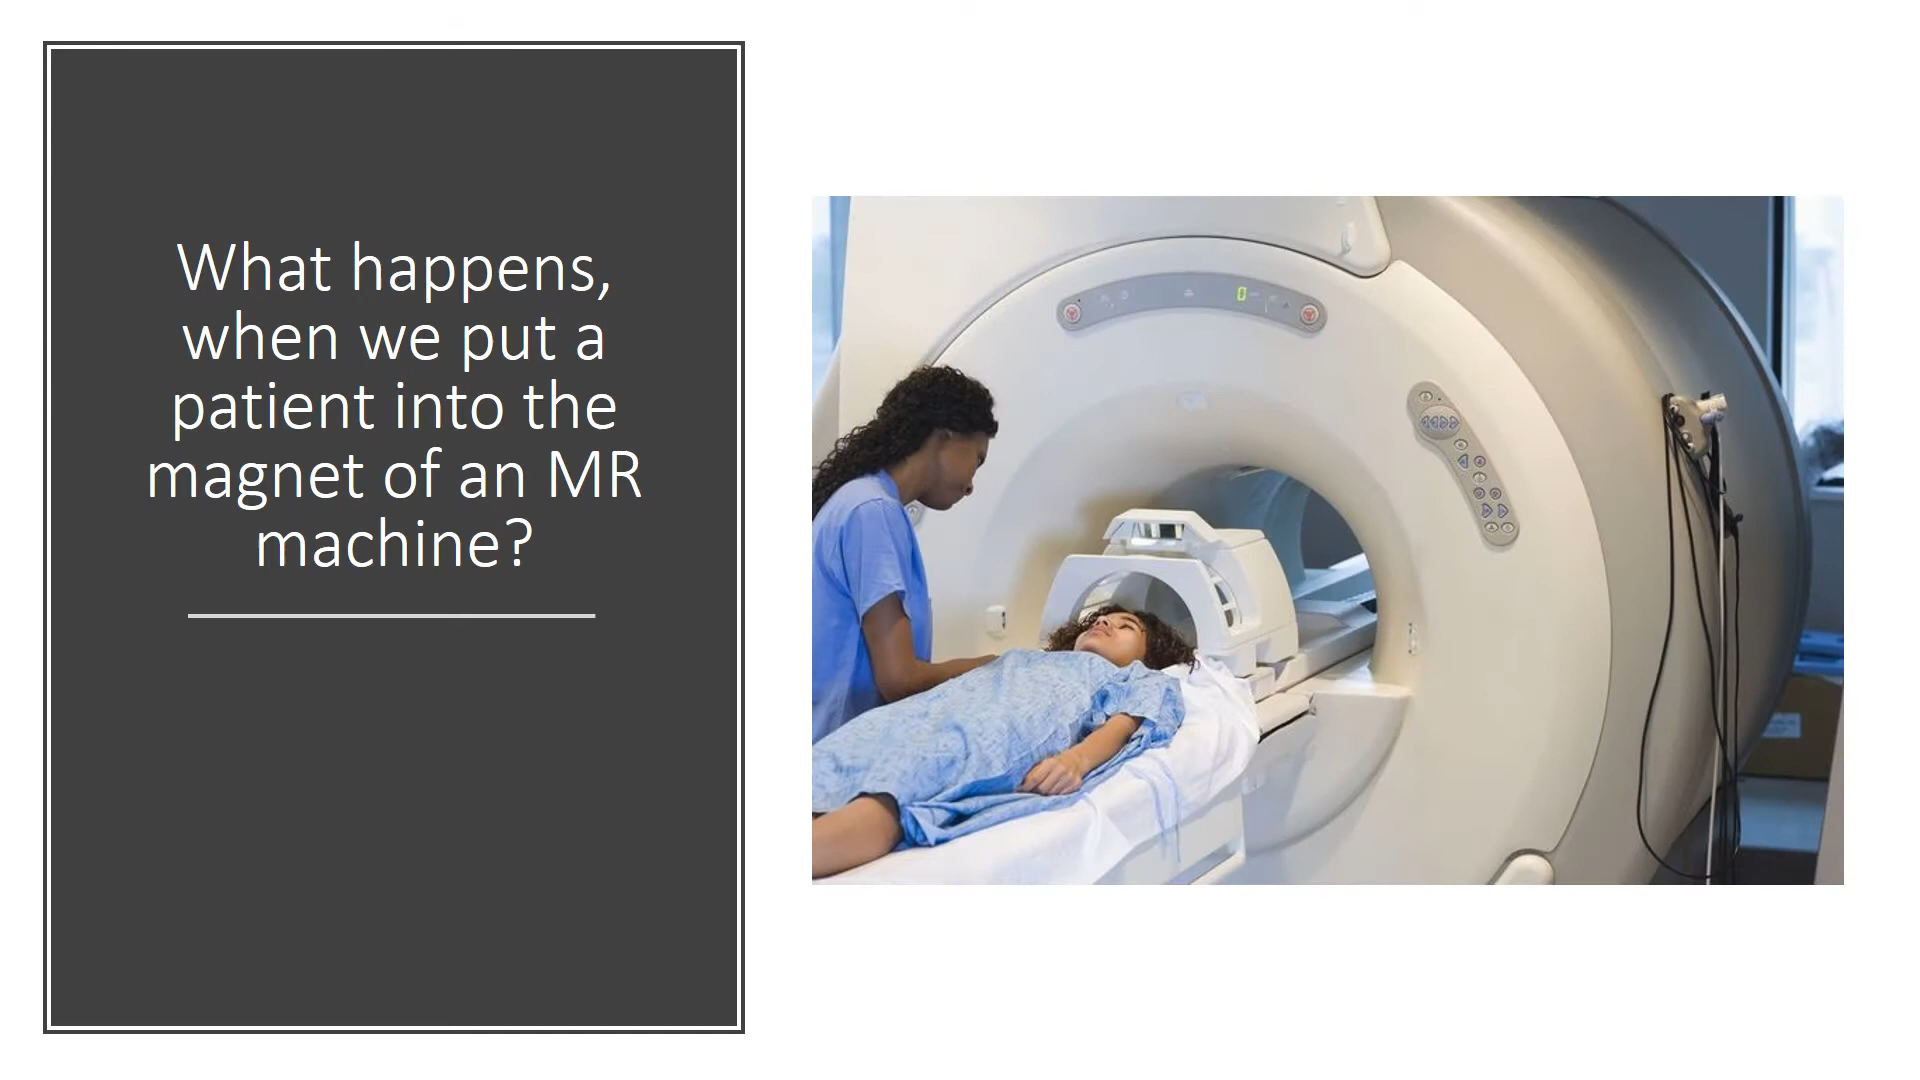 What happens,
when we put a
patient into the
magnet of an MR
machine?